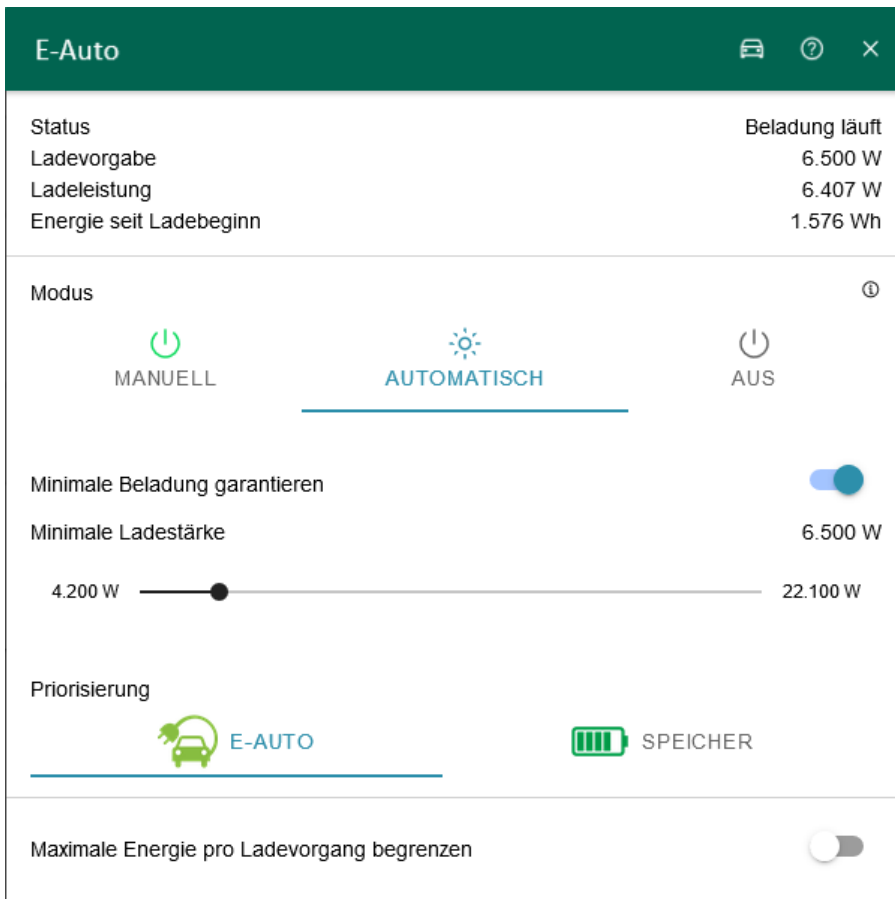 E-Auto
Status Beladung läuft
Ladevorgabe 6.500 W
Ladeleistung 6.407 W
Energie seit Ladebeginn 1.576 Wh
Modus
MANUELL AUTOMATISCH AUS
Minimale Beladung garantieren
Minimale Ladestärke 6.500 W
4.200 W 22.100 W
Priorisierung
E-AUTO SPEICHER
Maximale Energie pro Ladevorgang begrenzen